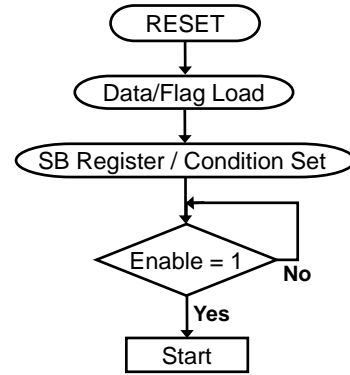 RESET
Data/Flag Load
SB Register / Condition Set
Enable = 1
No
Yes
Start